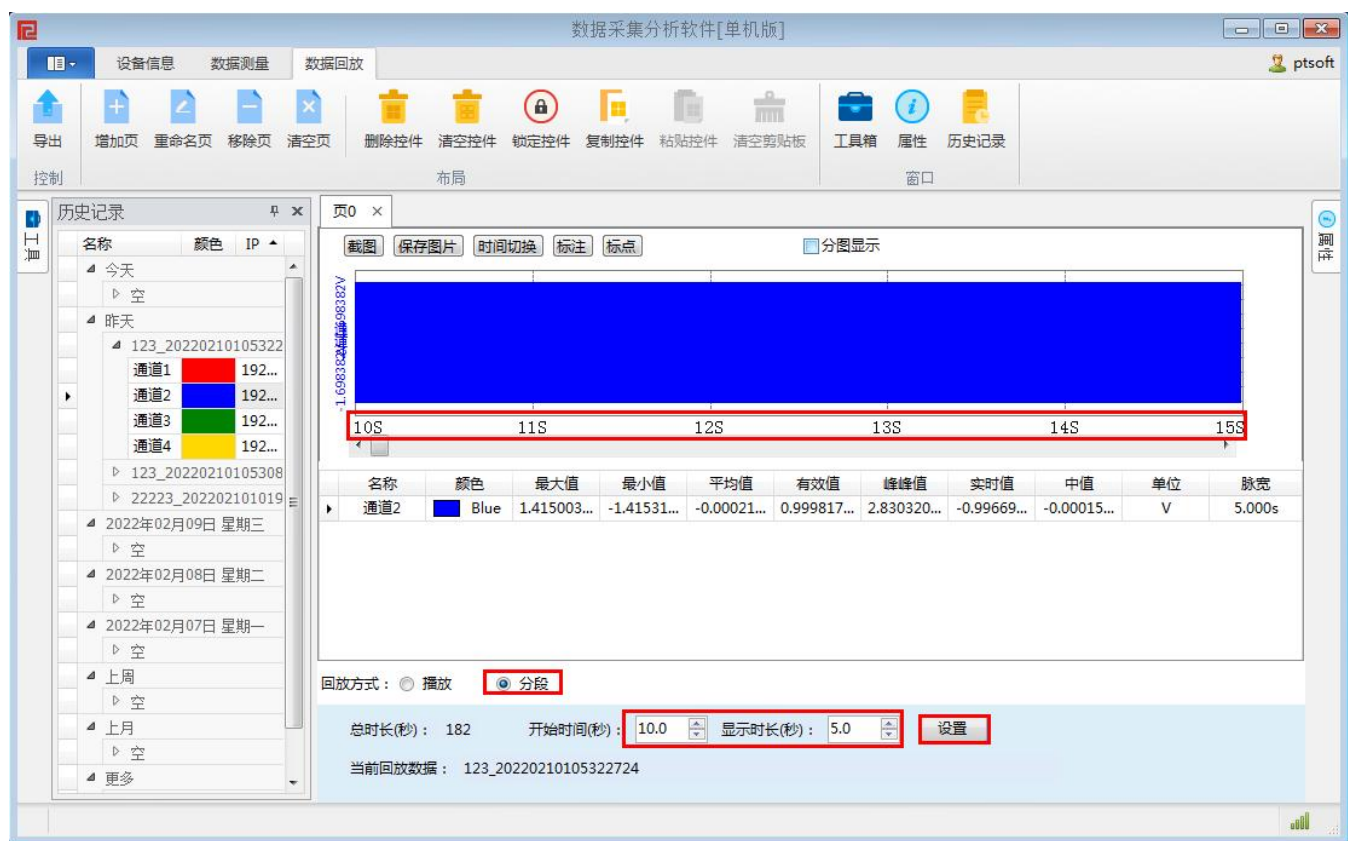 数据采集分析软件[单机版]
设备信息 数据测量 数据回放 ptsoft
导出 增加页 重命名页 移除页 清空页 删除控件 清空控件 锁定控件 复制控件 粘贴控件 清空剪贴板 工具箱 属性 历史记录
控制 布局 窗口
工具
历史记录
名称 颜色 IP
今天
空
昨天
123_20220210105322
通道1 192...
通道2 192...
通道3 192...
通道4 192...
123_20220210105308
22223_202202101019
2022年02月09日 星期三
空
2022年02月08日 星期二
空
2022年02月07日 星期一
空
上周
空
上月
空
更多
页0
截图 保存图片 时间切换 标注 标点 分图显示
10S 11S 12S 13S 14S 15S
名称 颜色 最大值 最小值 平均值 有效值 峰峰值 实时值 中值 单位 脉宽
通道2 Blue 1.415003... -1.41531... -0.00021... 0.999817... 2.830320... -0.99669... -0.00015... V 5.000s
回放方式: 播放 分段
总时长(秒): 182 开始时间(秒): 10.0 显示时长(秒): 5.0 设置
当前回放数据: 123_20220210105322724
属性